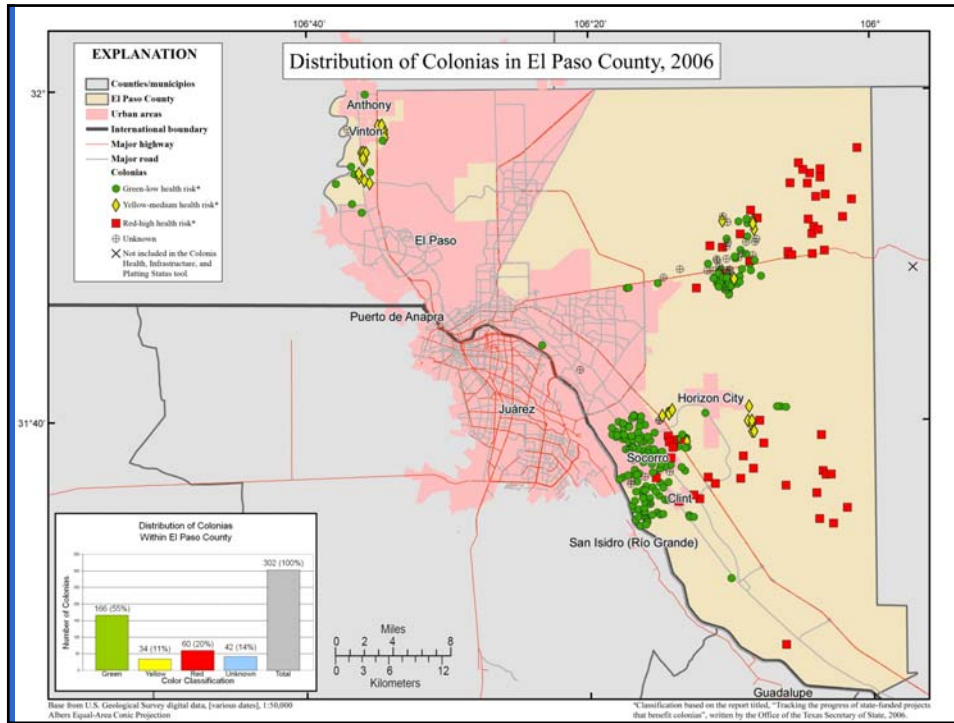 106°40'
106°20'
106°
Distribution of Colonias in El Paso County, 2006
EXPLANATION
Counties/municipios
El Paso County
Urban areas
International boundary
Major highway
Major road
Colonias
Green-low health risk*
Yellow-medium health risk*
Red-high health risk*
Unknown
Not included in the Colonia
Health, Infrastructure, and
Platting Status tool
32°
31°40'
Anthony
Vinton
El Paso
Puerto de Anapra
Juárez
Horizon City
Socorro
Clint
San Isidro (Río Grande)
Guadalupe
Distribution of Colonias
Within El Paso County
Number of Colonias
166 (55%)
34 (11%)
60 (20%)
42 (14%)
302 (100%)
Green
Yellow
Red
Unknown
Total
Color Classification
Miles
0 2 4 8
0 3 6 12
Kilometers
Base from U.S. Geological Survey digital data, [various dates], 1:50,000
Albers Equal-Area Conic Projection
*Classification based on the report titled, "Tracking the progress of state-funded projects
that benefit colonias", written by the Office of the Texas Secretary of State, 2006.